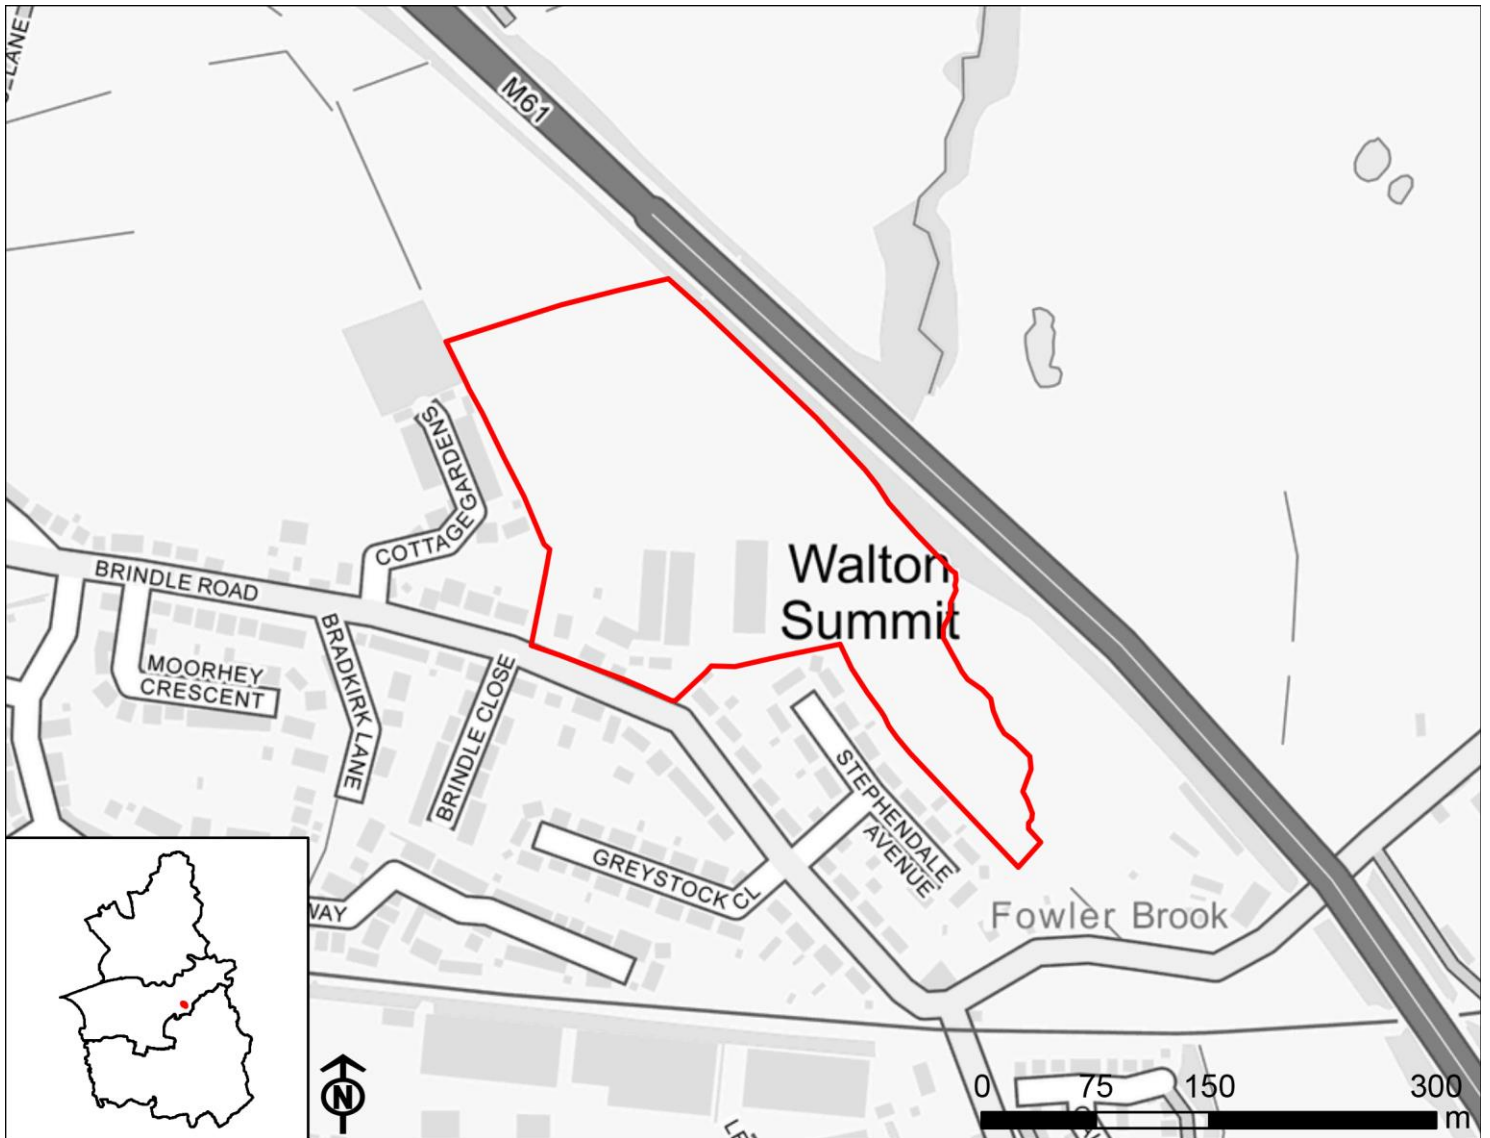 M61
COTTAGE GARDENS
BRINDLE ROAD
Walton
Summit
MOORHEY
CRESCENT
BRADKIRK LANE
BRINDLE CLOSE
STEPHENDALE
AVENUE
GREYSTOCK CL
Fowler Brook
WAY
N
0 75 150 300
m